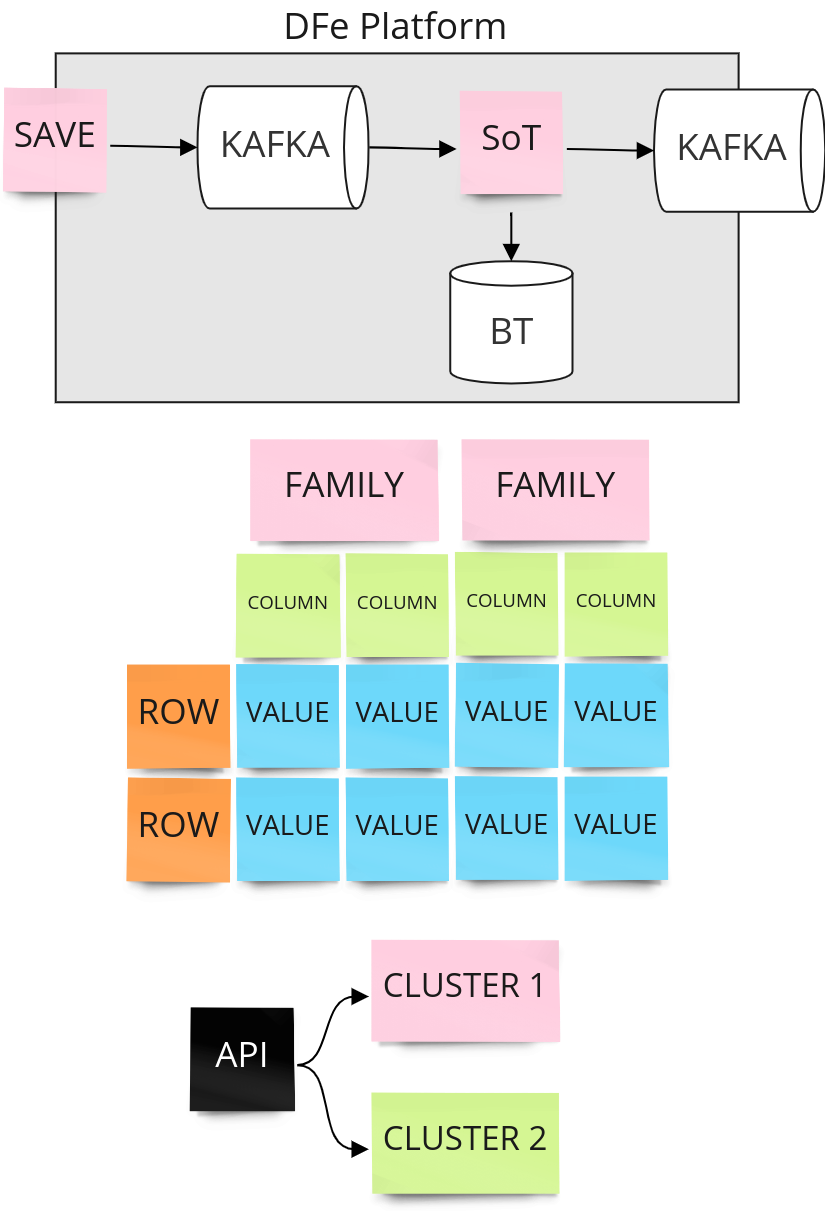 DFe Platform
SAVE
KAFKA
SoT
KAFKA
BT
FAMILY
FAMILY
COLUMN
COLUMN
COLUMN
COLUMN
ROW
VALUE
VALUE
VALUE
VALUE
ROW
VALUE
VALUE
VALUE
VALUE
CLUSTER 1
API
CLUSTER 2